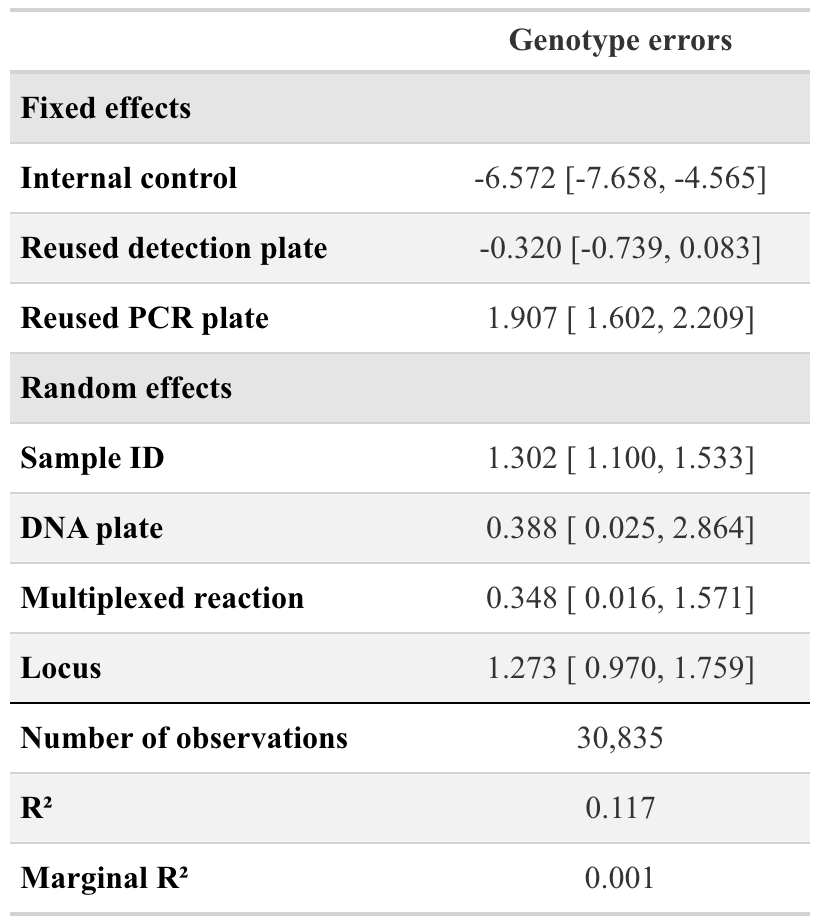 Genotype errors
Fixed effects
Internal control -6.572 [-7.658, -4.565]
Reused detection plate -0.320 [-0.739, 0.083]
Reused PCR plate 1.907 [ 1.602, 2.209]
Random effects
Sample ID 1.302 [ 1.100, 1.533]
DNA plate 0.388 [ 0.025, 2.864]
Multiplexed reaction 0.348 [ 0.016, 1.571]
Locus 1.273 [ 0.970, 1.759]
Number of observations 30,835
R² 0.117
Marginal R² 0.001